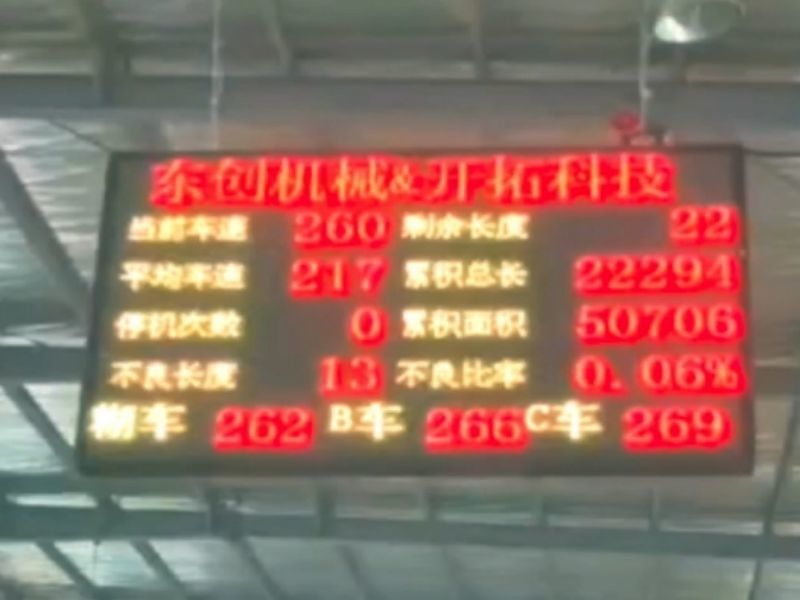 东创机械&开拓科技
当前车速 260 剩余长度 22
平均车速 217 累积总长 22294
停机次数 0 累积面积 50706
不良长度 13 不良比率 0.06%
糊车 262 B车 266 C车 269